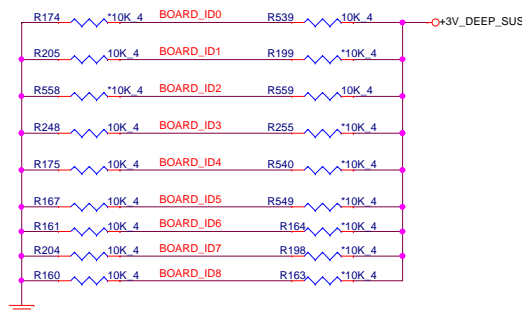 R174 *10K_4 BOARD_ID0 R539 10K_4 +3V_DEEP_SUS
R205 *10K_4 BOARD_ID1 R199 10K_4
R558 *10K_4 BOARD_ID2 R559 10K_4
R248 10K_4 BOARD_ID3 R255 *10K_4
R175 10K_4 BOARD_ID4 R540 *10K_4
R167 10K_4 BOARD_ID5 R549 *10K_4
R161 10K_4 BOARD_ID6 R164 *10K_4
R204 10K_4 BOARD_ID7 R198 *10K_4
R160 10K_4 BOARD_ID8 R163 *10K_4